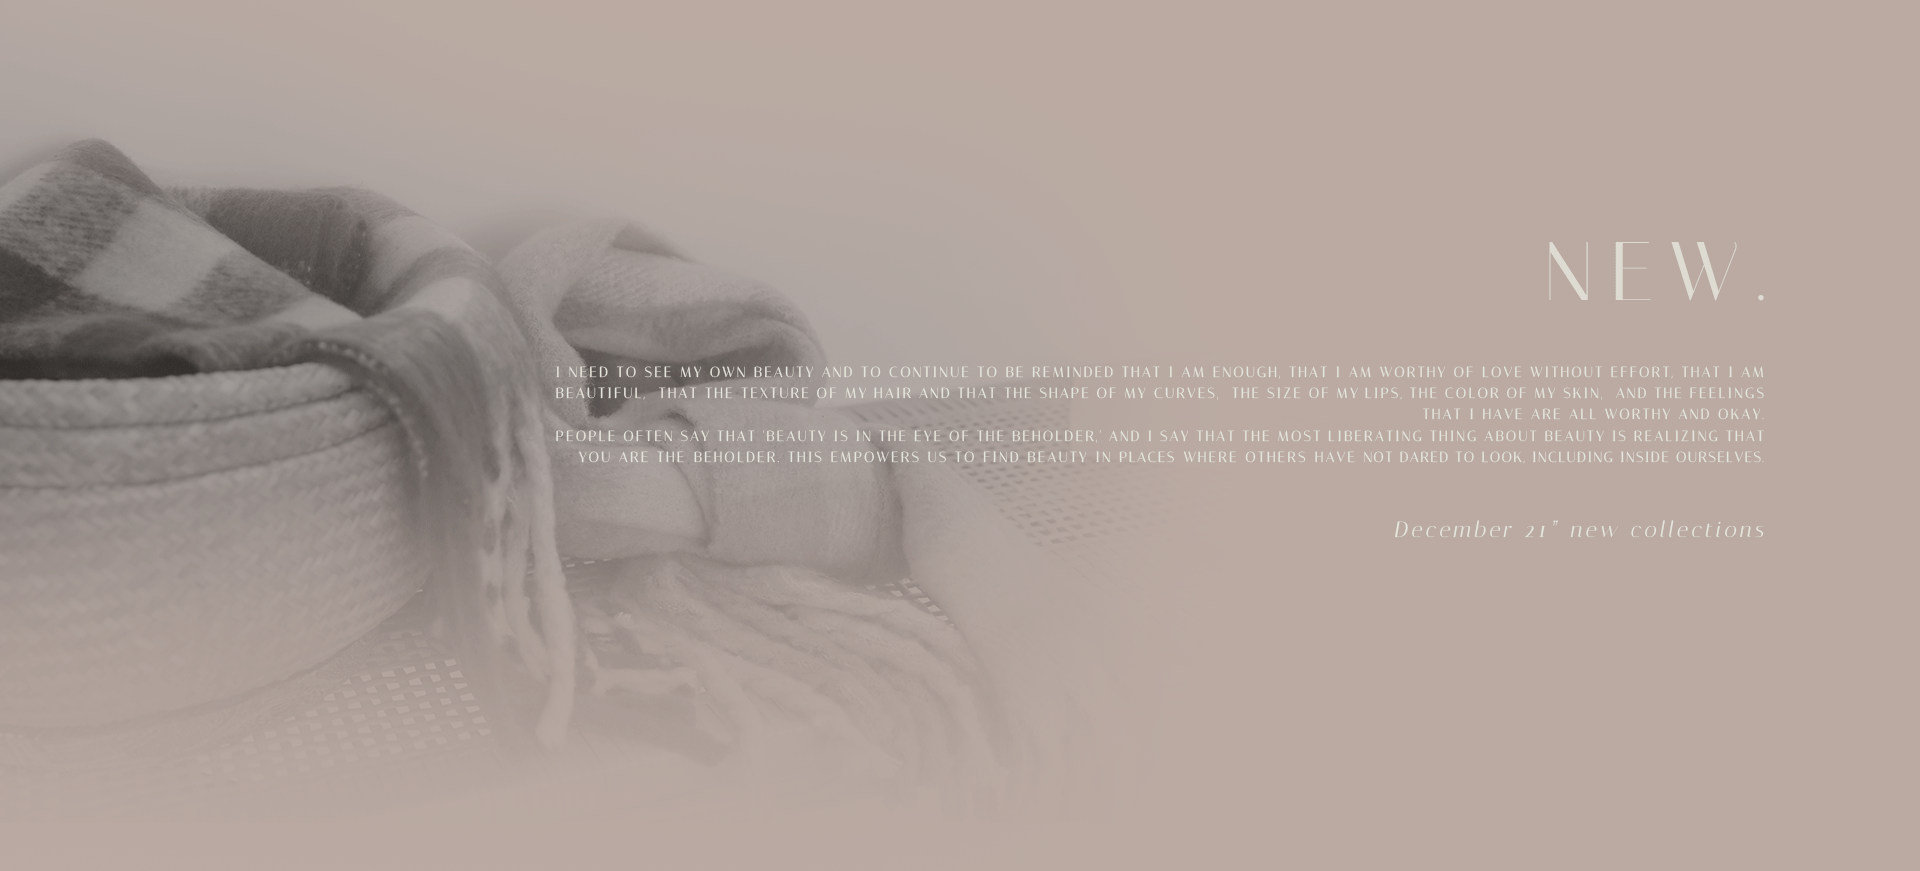 NEW.
I NEED TO SEE MY OWN BEAUTY AND TO CONTINUE TO BE REMINDED THAT I AM ENOUGH, THAT I AM WORTHY OF LOVE WITHOUT EFFORT, THAT I AM
BEAUTIFUL, THAT THE TEXTURE OF MY HAIR AND THAT THE SHAPE OF MY CURVES, THE SIZE OF MY LIPS, THE COLOR OF MY SKIN, AND THE FEELINGS
THAT I HAVE ARE ALL WORTHY AND OKAY.
PEOPLE OFTEN SAY THAT 'BEAUTY IS IN THE EYE OF THE BEHOLDER,' AND I SAY THAT THE MOST LIBERATING THING ABOUT BEAUTY IS REALIZING THAT
YOU ARE THE BEHOLDER. THIS EMPOWERS US TO FIND BEAUTY IN PLACES WHERE OTHERS HAVE NOT DARED TO LOOK, INCLUDING INSIDE OURSELVES.
December 21" new collections